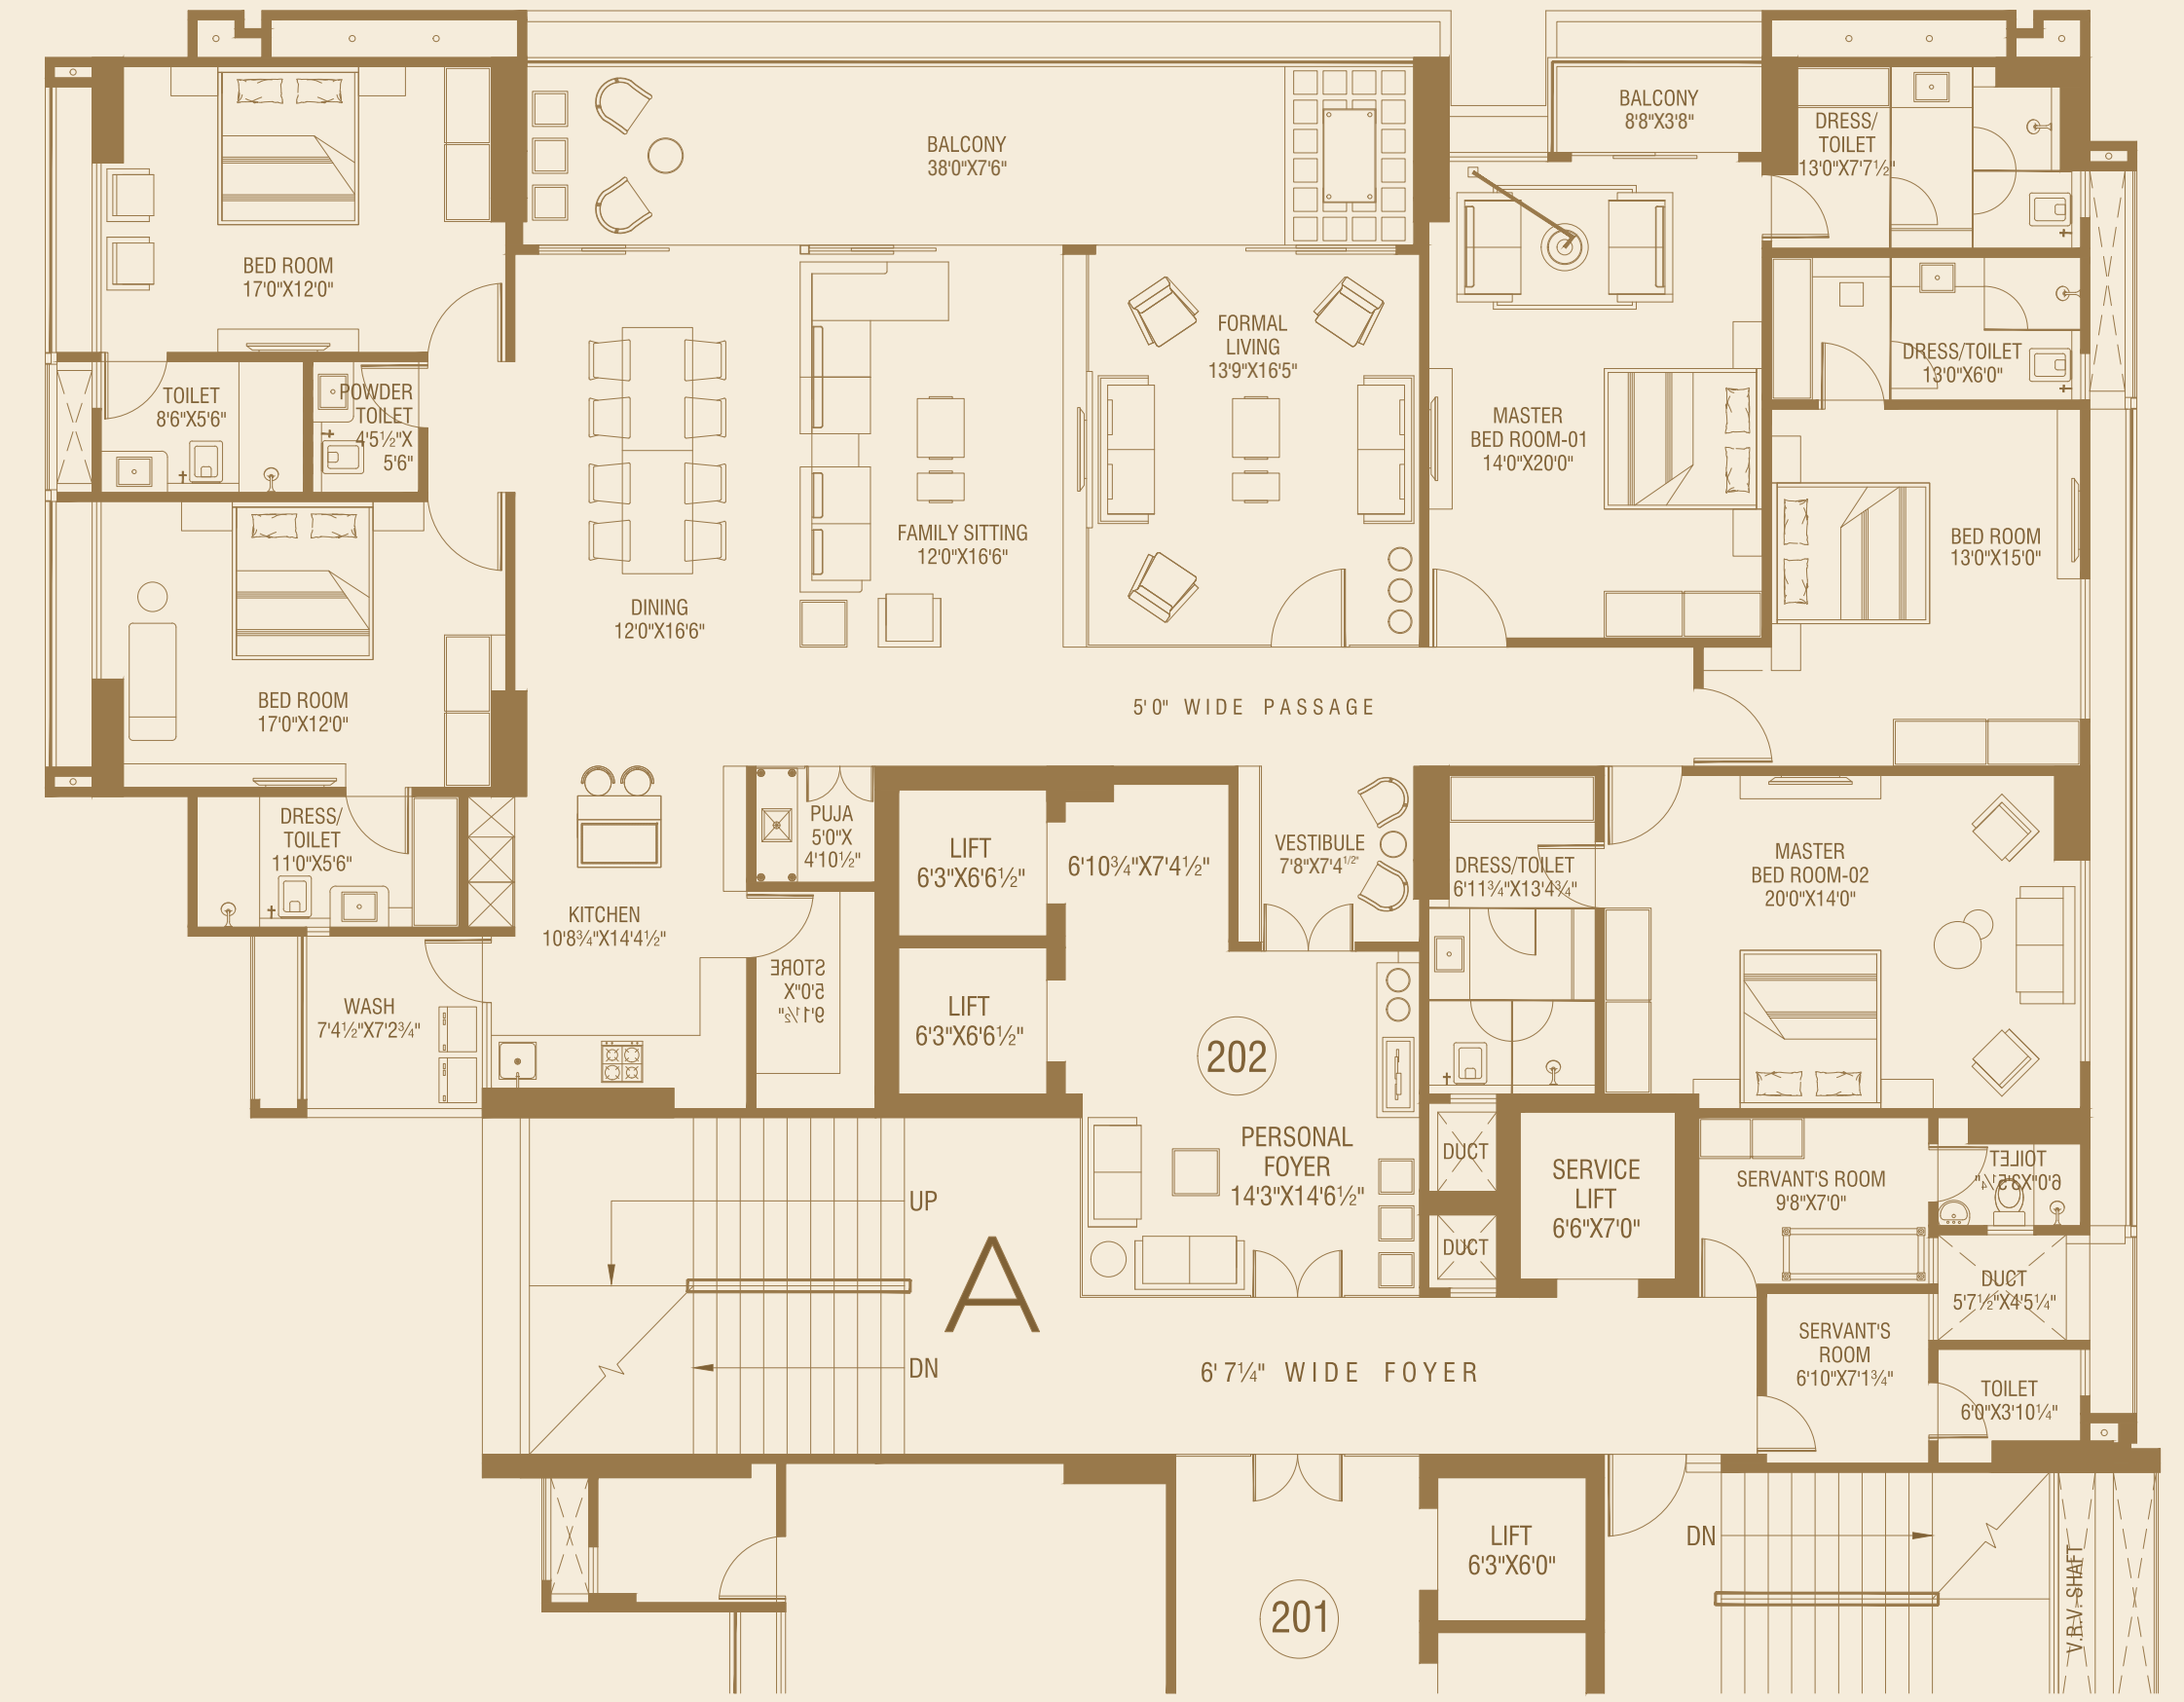 BALCONY
38'0"X7'6"
BALCONY
8'8"X3'8"
DRESS/
TOILET
13'0"X7'7½"
BED ROOM
17'0"X12'0"
FORMAL
LIVING
13'9"X16'5"
DRESS/TOILET
13'0"X6'0"
TOILET
8'6"X5'6"
POWDER
TOILET
4'5½"X
5'6"
MASTER
BED ROOM-01
14'0"X20'0"
FAMILY SITTING
12'0"X16'6"
BED ROOM
13'0"X15'0"
DINING
12'0"X16'6"
BED ROOM
17'0"X12'0"
5'0" WIDE PASSAGE
DRESS/
TOILET
11'0"X5'6"
PUJA
5'0"X
4'10½"
LIFT
6'3"X6'6½"
6'10¾"X7'4½"
VESTIBULE
7'8"X7'41/2"
DRESS/TOILET
6'11¾"X13'4¾"
MASTER
BED ROOM-02
20'0"X14'0"
KITCHEN
10'8¾"X14'4½"
STORE
5'0"X
9'1½"
WASH
7'4½"X7'2¾"
LIFT
6'3"X6'6½"
202
PERSONAL
FOYER
14'3"X14'6½"
DUCT
SERVICE
LIFT
6'6"X7'0"
SERVANT'S ROOM
9'8"X7'0"
TOILET
6'0"X3'5¼"
UP
DUCT
DUCT
5'7½"X4'5¼"
A
SERVANT'S
ROOM
6'10"X7'1¾"
DN
6'7¼" WIDE FOYER
TOILET
6'0"X3'10¼"
LIFT
6'3"X6'0"
DN
V.R.V. SHAFT
201